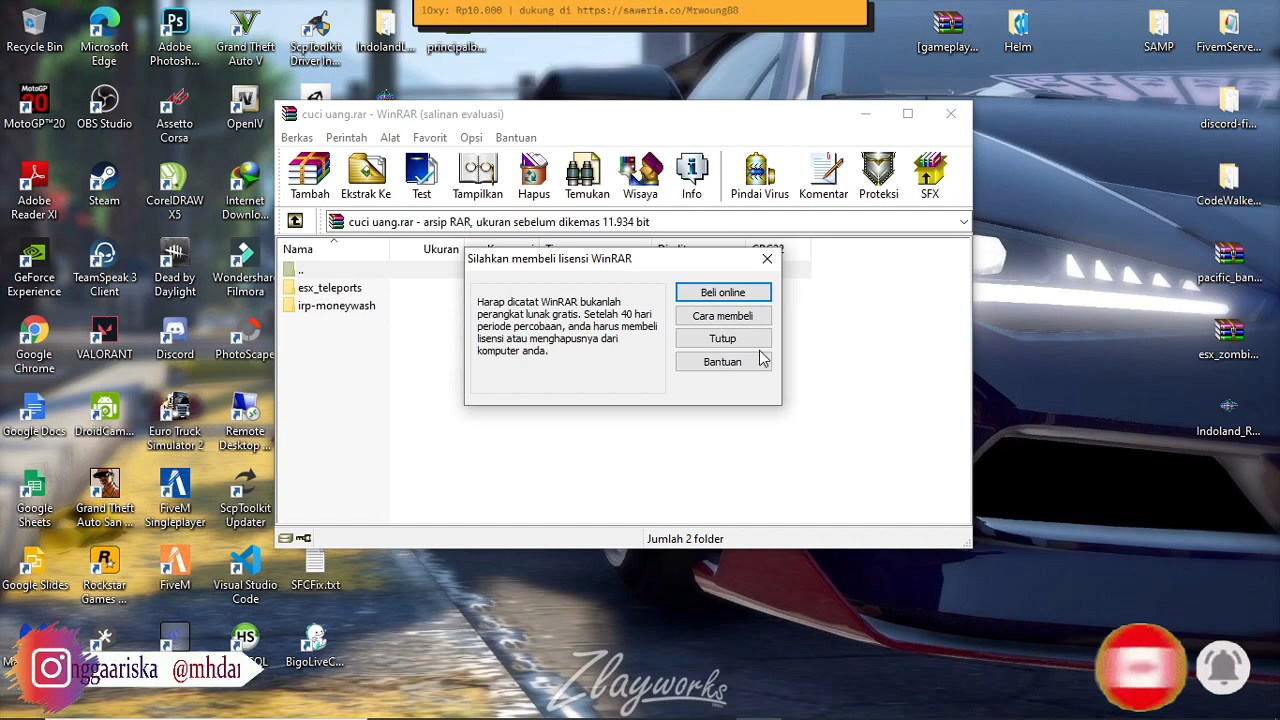 lOxy: Rp10.000 | dukung di https://saweria.co/Mrwoung88
Recycle Bin
Microsoft Edge
Adobe Photosh...
Grand Theft Auto V
ScpToolkit Driver In...
IndolandL...
principalb...
[gameplay...
Helm
SAMP
FivemServe...
MotoGP™20
OBS Studio
Assetto Corsa
OpenIV
discord-fi...
cuci uang.rar - WinRAR (salinan evaluasi)
Berkas Perintah Alat Favorit Opsi Bantuan
Tambah Ekstrak Ke Test Tampilkan Hapus Temukan Wisaya Info Pindai Virus Komentar Proteksi SFX
cuci uang.rar - arsip RAR, ukuran sebelum dikemas 11.934 bit
Nama Ukuran
..
esx_teleports
irp-moneywash
Silahkan membeli lisensi WinRAR
Harap dicatat WinRAR bukanlah
perangkat lunak gratis. Setelah 40 hari
periode percobaan, anda harus membeli
lisensi atau menghapusnya dari
komputer anda.
Beli online
Cara membeli
Tutup
Bantuan
Jumlah 2 folder
Adobe Reader XI
Steam
CorelDRAW X5
Internet Downlo...
CodeWalke...
GeForce Experience
TeamSpeak 3 Client
Dead by Daylight
Wondershare Filmora
pacific_ban...
Google Chrome
VALORANT
Discord
PhotoScape
esx_zombi...
Google Docs
DroidCam...
Euro Truck Simulator 2
Remote Desktop ...
Indoland_R...
Google Sheets
Grand Theft Auto San ...
FiveM Singleplayer
ScpToolkit Updater
Google Slides
Rockstar Games ...
FiveM
Visual Studio Code
SFCFix.txt
BigoLiveC...
nggaariska @mhdai
Zlayworks